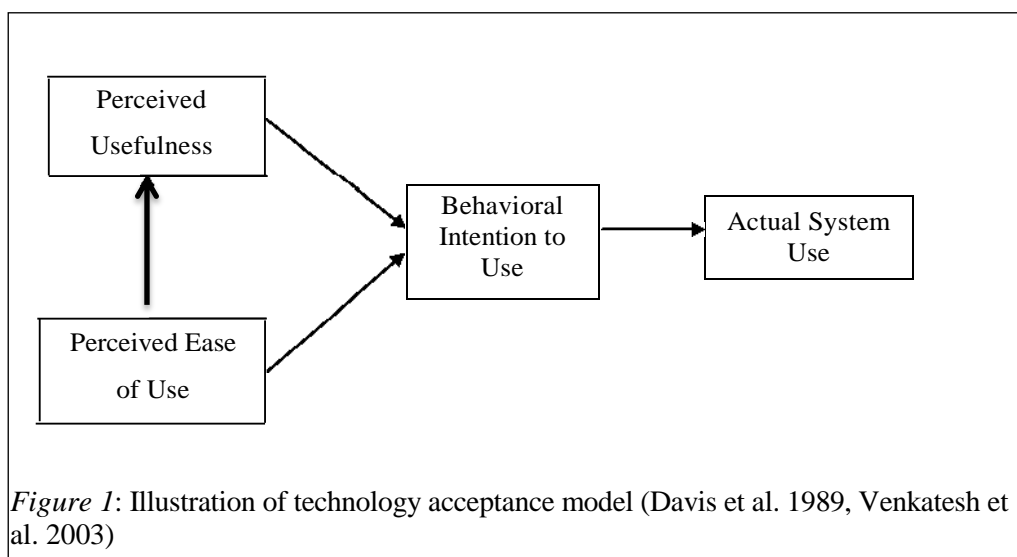 Perceived
Usefulness
Behavioral
Intention to
Use
Actual System
Use
Perceived Ease
of Use
Figure 1: Illustration of technology acceptance model (Davis et al. 1989, Venkatesh et
al. 2003)